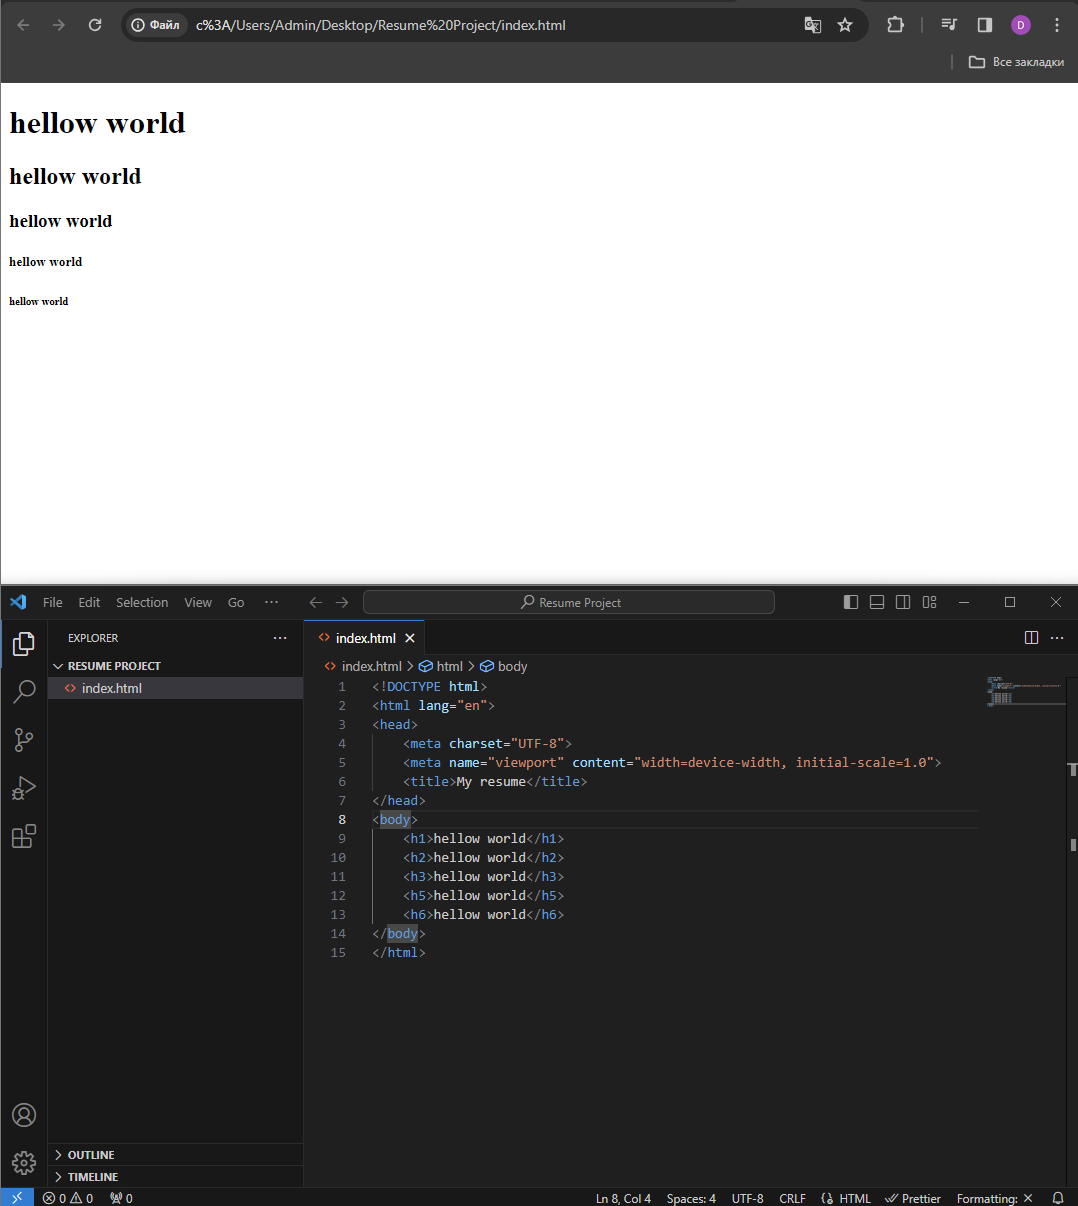 Файл c%3A/Users/Admin/Desktop/Resume%20Project/index.html
D
Все закладки
hellow world
hellow world
hellow world
hellow world
hellow world
File Edit Selection View Go ··· Resume Project
EXPLORER ···
RESUME PROJECT
index.html
OUTLINE
TIMELINE
index.html
index.html > html > body
1 <!DOCTYPE html>
2 <html lang="en">
3 <head>
4 <meta charset="UTF-8">
5 <meta name="viewport" content="width=device-width, initial-scale=1.0">
6 <title>My resume</title>
7 </head>
8 <body>
9 <h1>hellow world</h1>
10 <h2>hellow world</h2>
11 <h3>hellow world</h3>
12 <h5>hellow world</h5>
13 <h6>hellow world</h6>
14 </body>
15 </html>
0 0 0 Ln 8, Col 4 Spaces: 4 UTF-8 CRLF HTML Prettier Formatting: ×